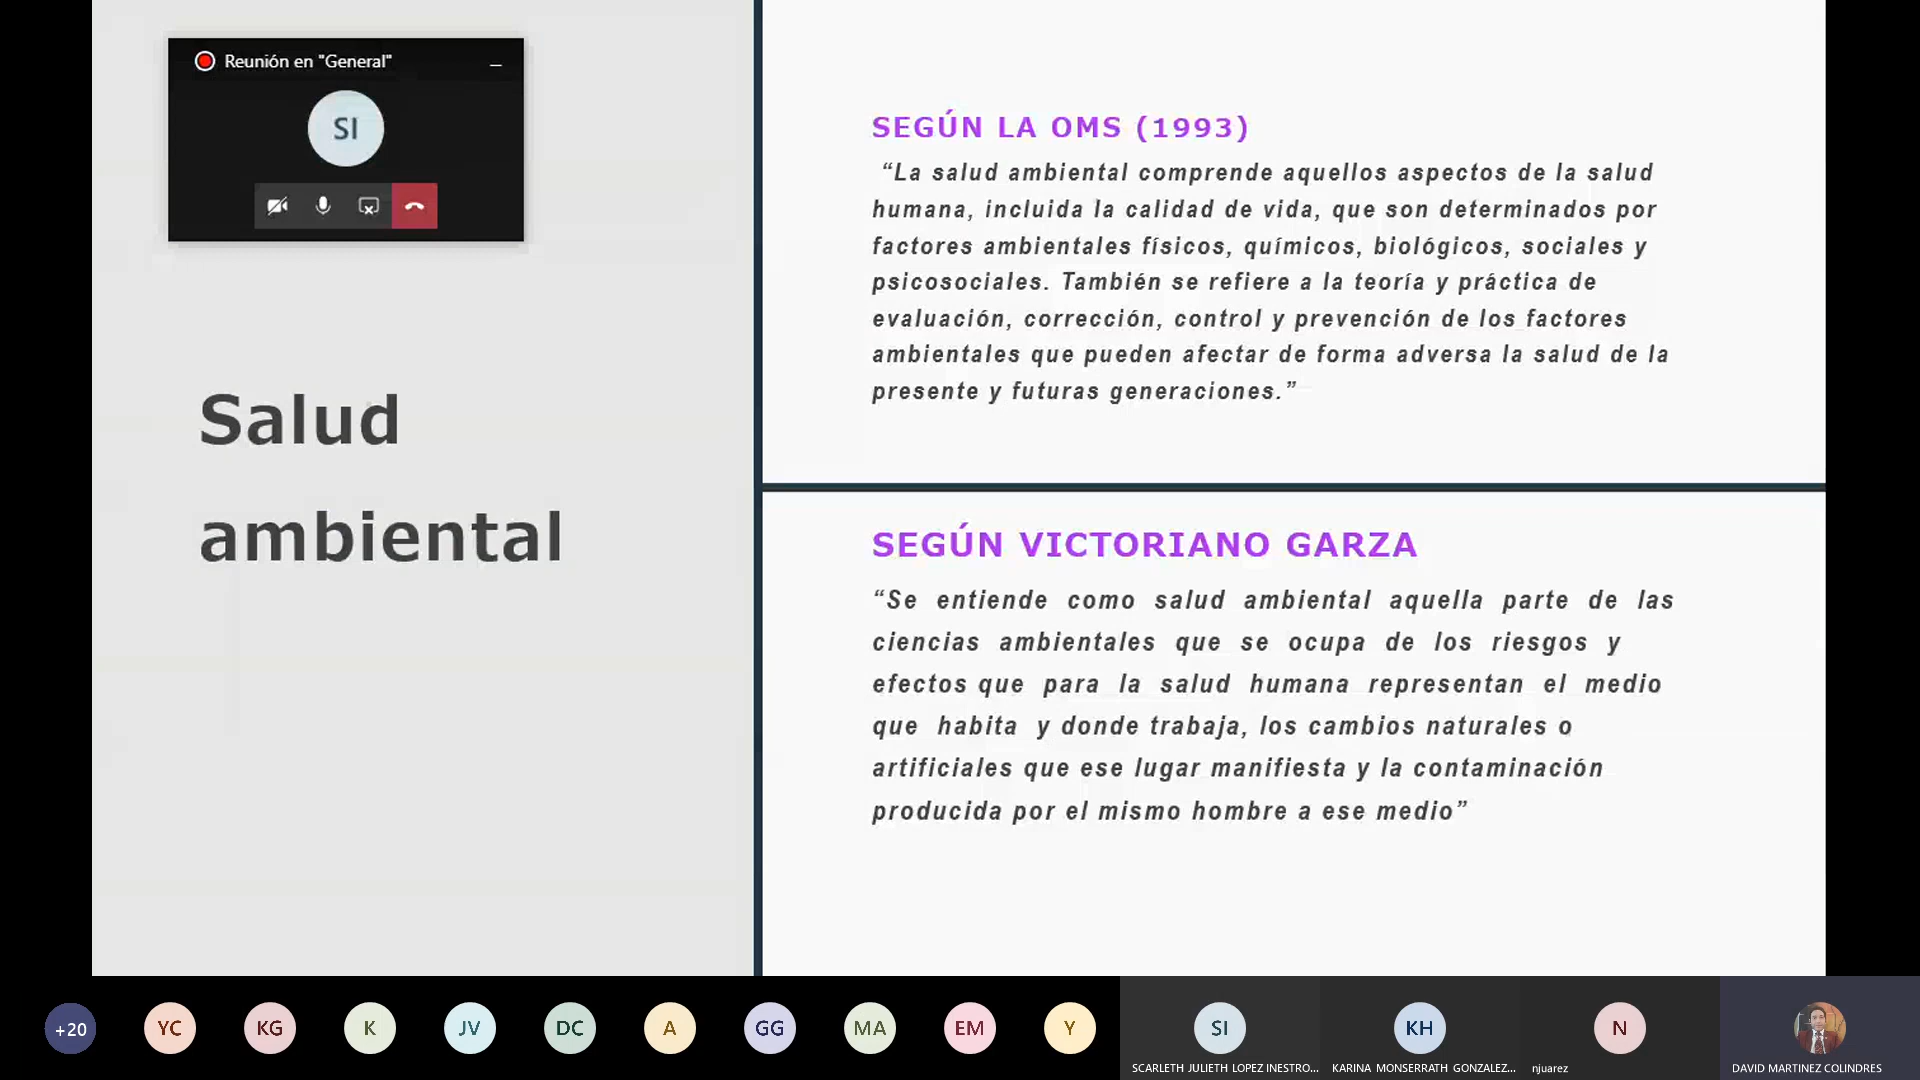 Reunión en "General"
SI
Salud
ambiental
SEGÚN LA OMS (1993)
“La salud ambiental comprende aquellos aspectos de la salud
humana, incluida la calidad de vida, que son determinados por
factores ambientales físicos, químicos, biológicos, sociales y
psicosociales. También se refiere a la teoría y práctica de
evaluación, corrección, control y prevención de los factores
ambientales que pueden afectar de forma adversa la salud de la
presente y futuras generaciones.”
SEGÚN VICTORIANO GARZA
“Se entiende como salud ambiental aquella parte de las
ciencias ambientales que se ocupa de los riesgos y
efectos que para la salud humana representan el medio
que habita y donde trabaja, los cambios naturales o
artificiales que ese lugar manifiesta y la contaminación
producida por el mismo hombre a ese medio”
+20 YC KG K JV DC A GG MA EM Y SI KH N
SCARLETH JULIETH LOPEZ INESTRO... KARINA MONSERRATH GONZALEZ... njuarez DAVID MARTINEZ COLINDRES